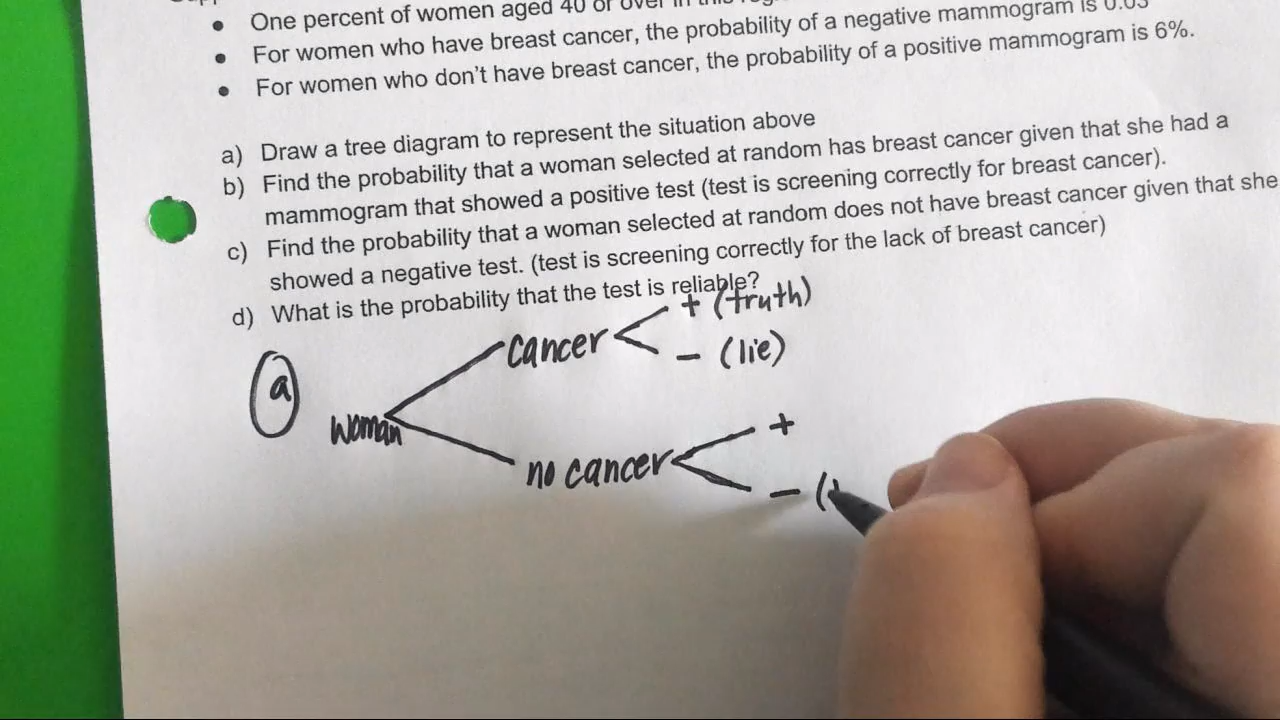 • One percent of women aged 40 or over in this
• For women who have breast cancer, the probability of a negative mammogram is 0.03
• For women who don't have breast cancer, the probability of a positive mammogram is 6%.
a) Draw a tree diagram to represent the situation above
b) Find the probability that a woman selected at random has breast cancer given that she had a
mammogram that showed a positive test (test is screening correctly for breast cancer).
c) Find the probability that a woman selected at random does not have breast cancer given that she
showed a negative test. (test is screening correctly for the lack of breast cancer)
d) What is the probability that the test is reliable?
+ (truth)
cancer
− (lie)
a
woman
+
no cancer
− (